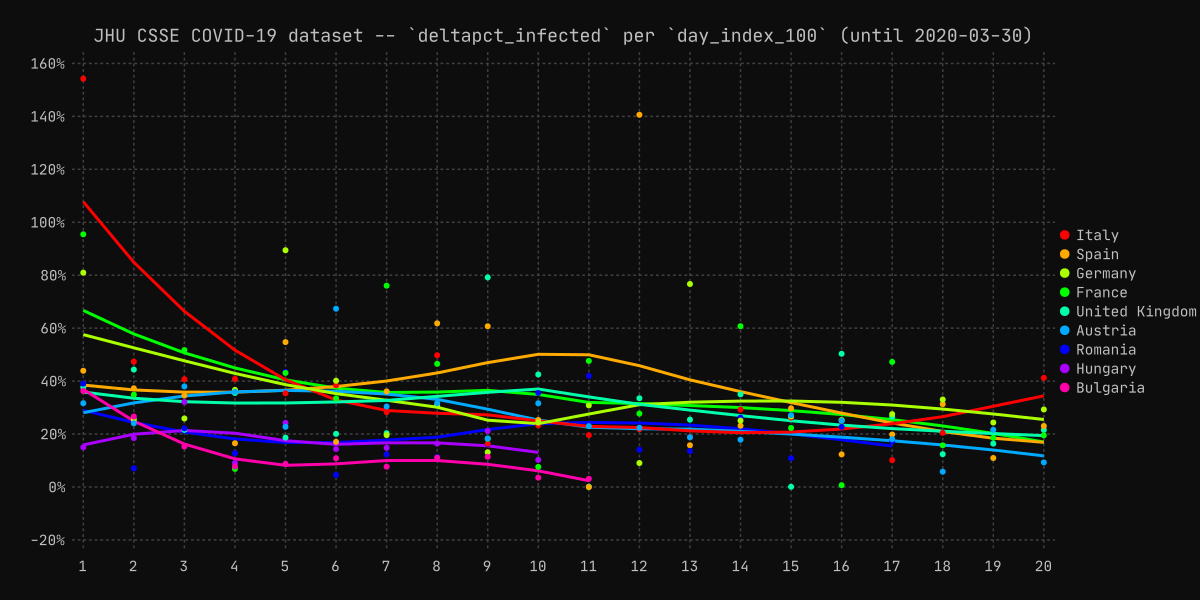 JHU CSSE COVID-19 dataset -- `deltapct_infected` per `day_index_100` (until 2020-03-30)
160%
140%
120%
100%
80%
60%
40%
20%
0%
-20%
1 2 3 4 5 6 7 8 9 10 11 12 13 14 15 16 17 18 19 20
Italy
Spain
Germany
France
United Kingdom
Austria
Romania
Hungary
Bulgaria